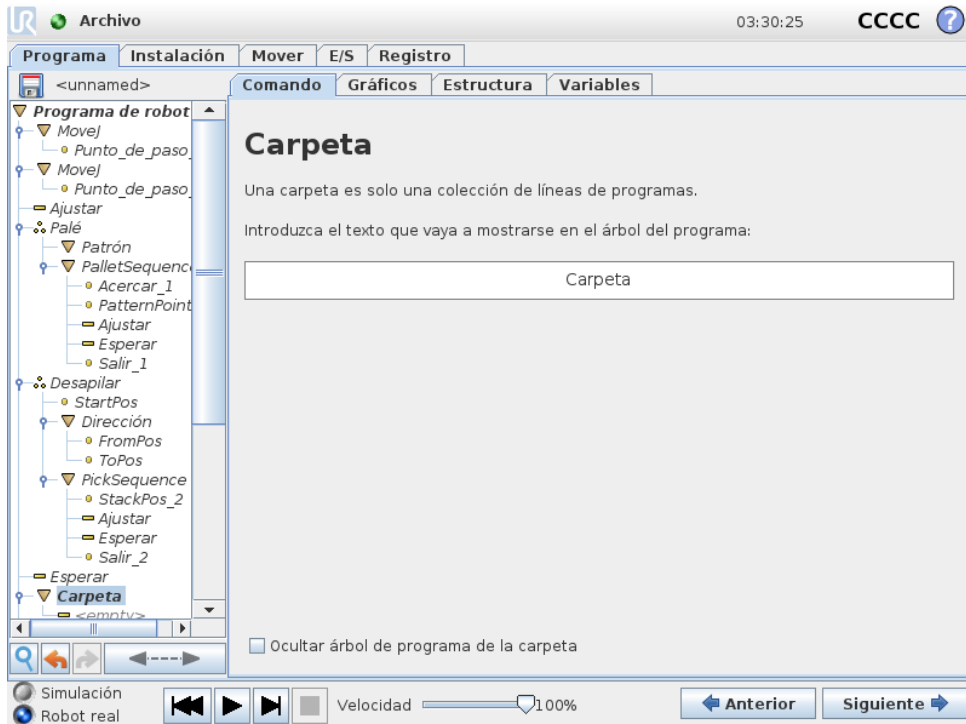 UR Archivo 03:30:25 CCCC ?
Programa Instalación Mover E/S Registro
<unnamed>
Comando Gráficos Estructura Variables
Programa de robot
MoveJ
Punto_de_paso_
MoveJ
Punto_de_paso_
Ajustar
Palé
Patrón
PalletSequence
Acercar_1
PatternPoint
Ajustar
Esperar
Salir_1
Desapilar
StartPos
Dirección
FromPos
ToPos
PickSequence
StackPos_2
Ajustar
Esperar
Salir_2
Esperar
Carpeta
<empty>
Carpeta
Una carpeta es solo una colección de líneas de programas.
Introduzca el texto que vaya a mostrarse en el árbol del programa:
Carpeta
Ocultar árbol de programa de la carpeta
Simulación
Robot real
Velocidad 100%
Anterior Siguiente